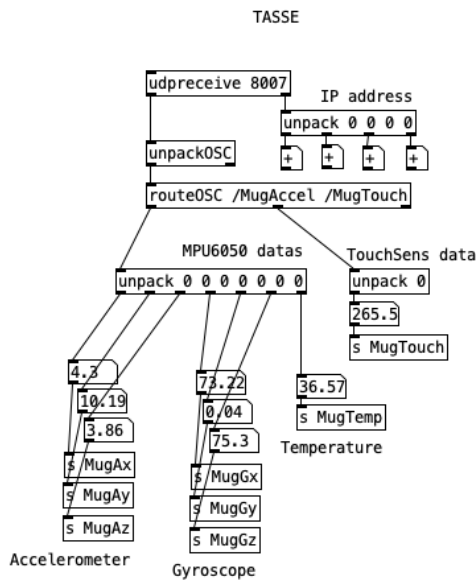 TASSE
udpreceive 8007
IP address
unpack 0 0 0 0
+ + + +
unpackOSC
routeOSC /MugAccel /MugTouch
MPU6050 datas
TouchSens data
unpack 0 0 0 0 0 0 0
unpack 0
265.5
s MugTouch
4.3
10.19
3.86
73.22
0.04
75.3
36.57
s MugTemp
Temperature
s MugAx
s MugAy
s MugAz
s MugGx
s MugGy
s MugGz
Accelerometer
Gyroscope